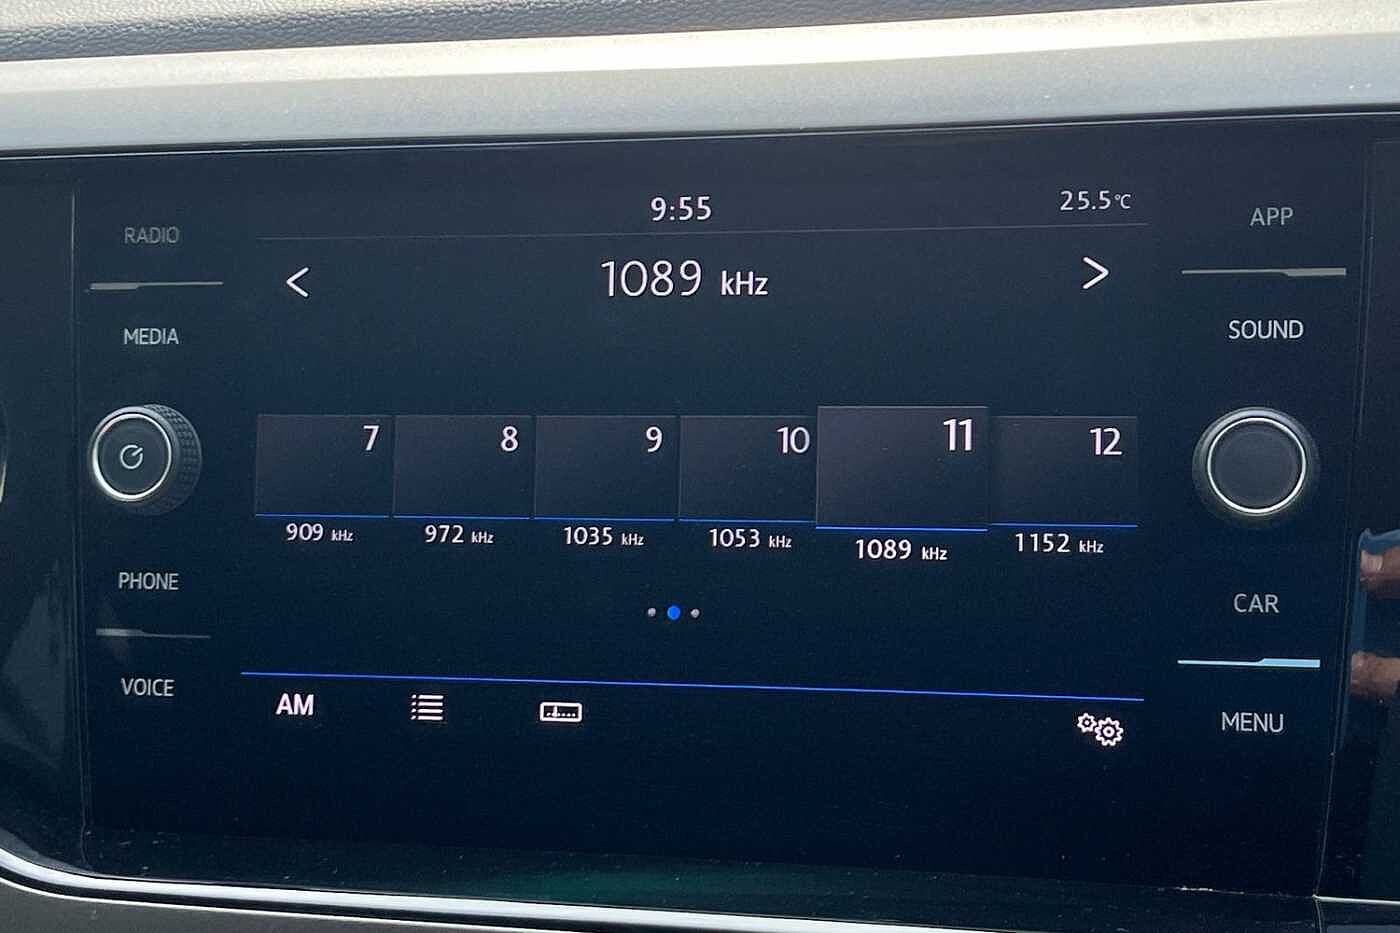 9:55
25.5°C
RADIO
APP
1089 kHz
MEDIA
SOUND
7 8 9 10 11 12
909 kHz 972 kHz 1035 kHz 1053 kHz 1089 kHz 1152 kHz
PHONE
CAR
VOICE
AM
MENU